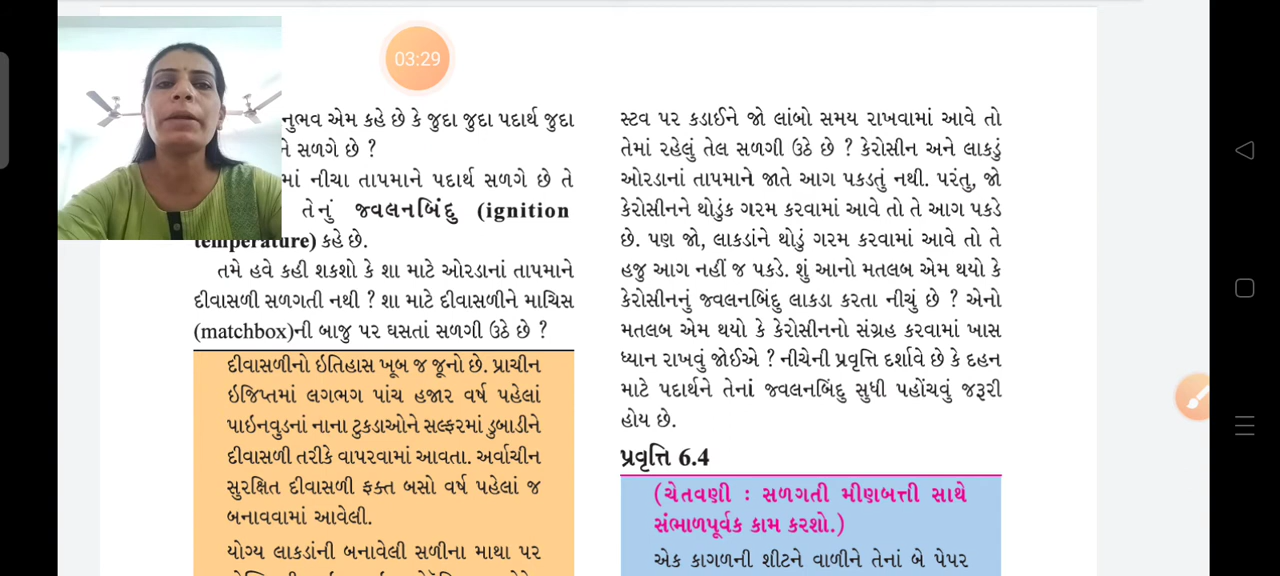 03:29
નુભવ એમ કહે છે કે જુદા જુદા પદાર્થ જુદા
ને સળગે છે ?
માં નીચા તાપમાને પદાર્થ સળગે છે તે
તેનું જ્વલનબિંદુ (ignition
temperature) કહે છે.
તમે હવે કહી શકશો કે શા માટે ઓરડાનાં તાપમાને
દીવાસળી સળગતી નથી ? શા માટે દીવાસળીને માચિસ
(matchbox)ની બાજુ પર ઘસતાં સળગી ઉઠે છે ?
દીવાસળીનો ઇતિહાસ ખૂબ જ જૂનો છે. પ્રાચીન
ઇજિપ્તમાં લગભગ પાંચ હજાર વર્ષ પહેલાં
પાઇનવુડનાં નાના ટુકડાઓને સલ્ફરમાં ડુબાડીને
દીવાસળી તરીકે વાપરવામાં આવતા. અર્વાચીન
સુરક્ષિત દીવાસળી ફક્ત બસો વર્ષ પહેલાં જ
બનાવવામાં આવેલી.
યોગ્ય લાકડાંની બનાવેલી સળીના માથા પર
સ્ટવ પર કડાઈને જો લાંબો સમય રાખવામાં આવે તો
તેમાં રહેલું તેલ સળગી ઉઠે છે ? કેરોસીન અને લાકડું
ઓરડાનાં તાપમાને જાતે આગ પકડતું નથી. પરંતુ, જો
કેરોસીનને થોડુંક ગરમ કરવામાં આવે તો તે આગ પકડે
છે. પણ જો, લાકડાંને થોડું ગરમ કરવામાં આવે તો તે
હજુ આગ નહીં જ પકડે. શું આનો મતલબ એમ થયો કે
કેરોસીનનું જ્વલનબિંદુ લાકડા કરતા નીચું છે ? એનો
મતલબ એમ થયો કે કેરોસીનનો સંગ્રહ કરવામાં ખાસ
ધ્યાન રાખવું જોઈએ ? નીચેની પ્રવૃત્તિ દર્શાવે છે કે દહન
માટે પદાર્થને તેનાં જ્વલનબિંદુ સુધી પહોંચવું જરૂરી
હોય છે.
પ્રવૃત્તિ 6.4
(ચેતવણી : સળગતી મીણબત્તી સાથે
સંભાળપૂર્વક કામ કરશો.)
એક કાગળની શીટને વાળીને તેનાં બે પેપર